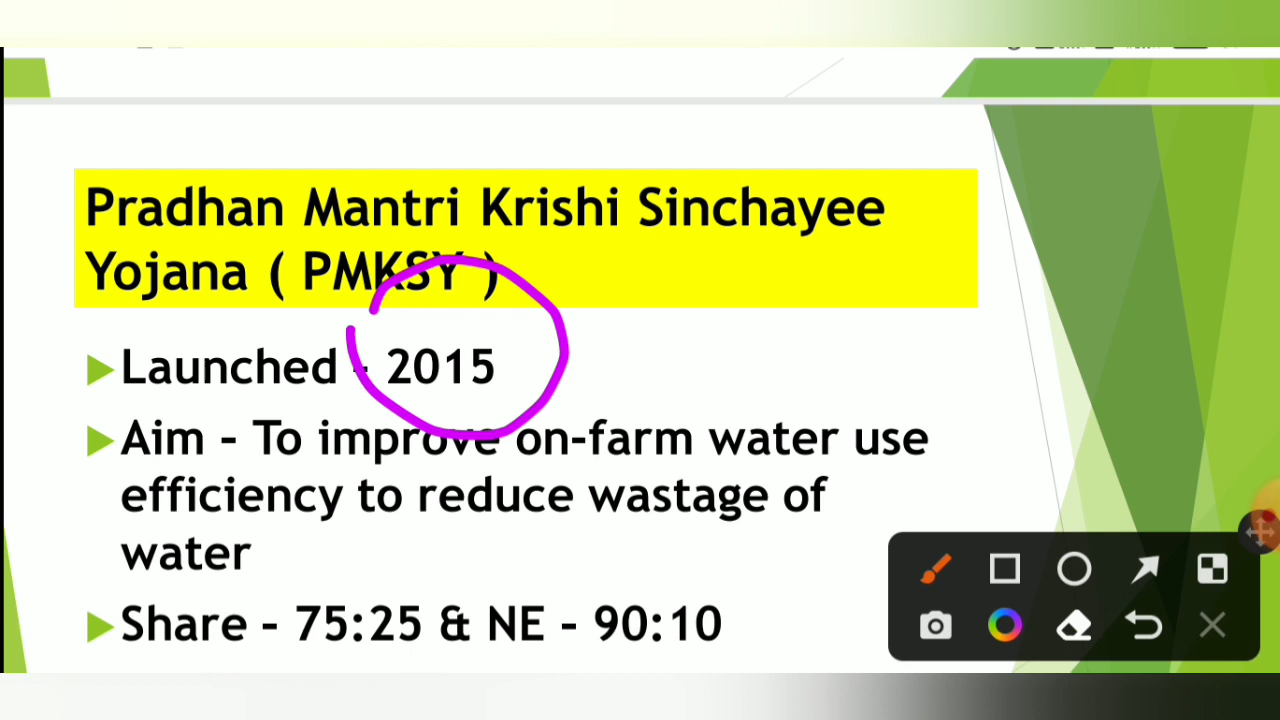 Pradhan Mantri Krishi Sinchayee
Yojana ( PMKSY )
Launched - 2015
Aim - To improve on-farm water use
efficiency to reduce wastage of
water
Share - 75:25 & NE - 90:10